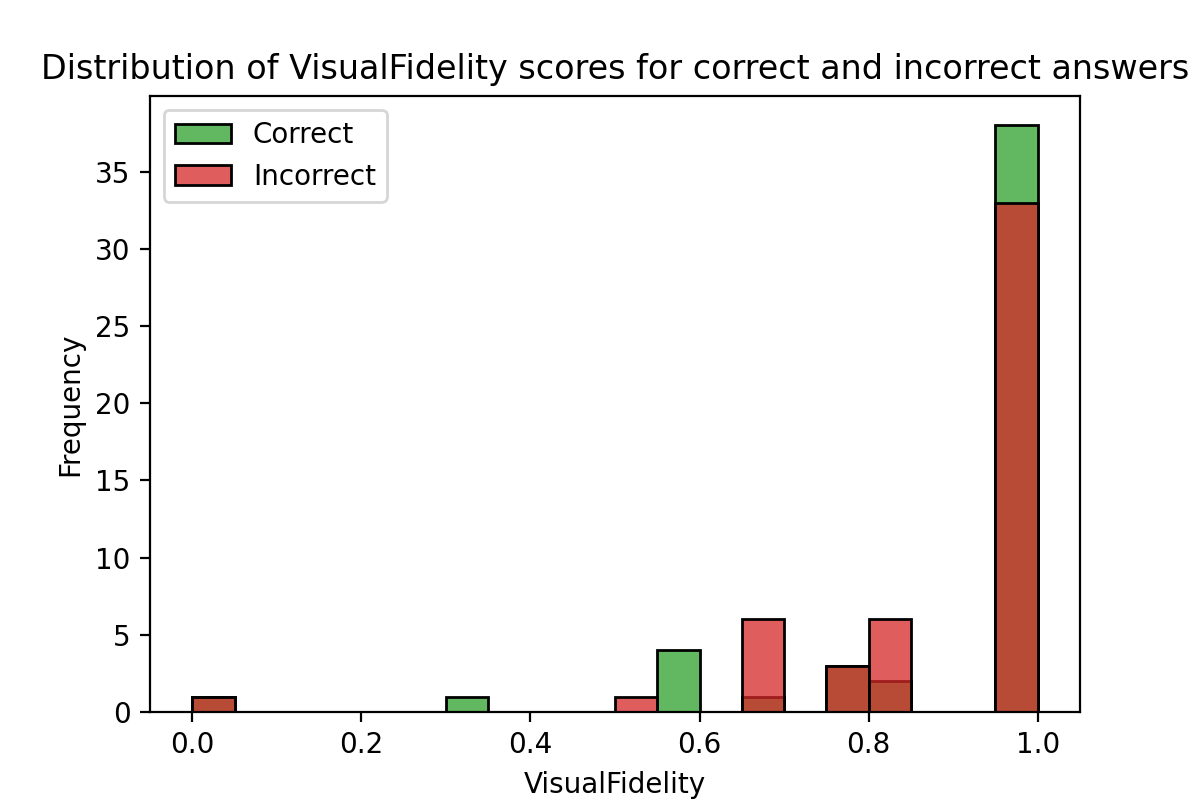 Distribution of VisualFidelity scores for correct and incorrect answers
Correct
Incorrect
35
30
25
20
15
10
5
0
Frequency
0.0 0.2 0.4 0.6 0.8 1.0
VisualFidelity